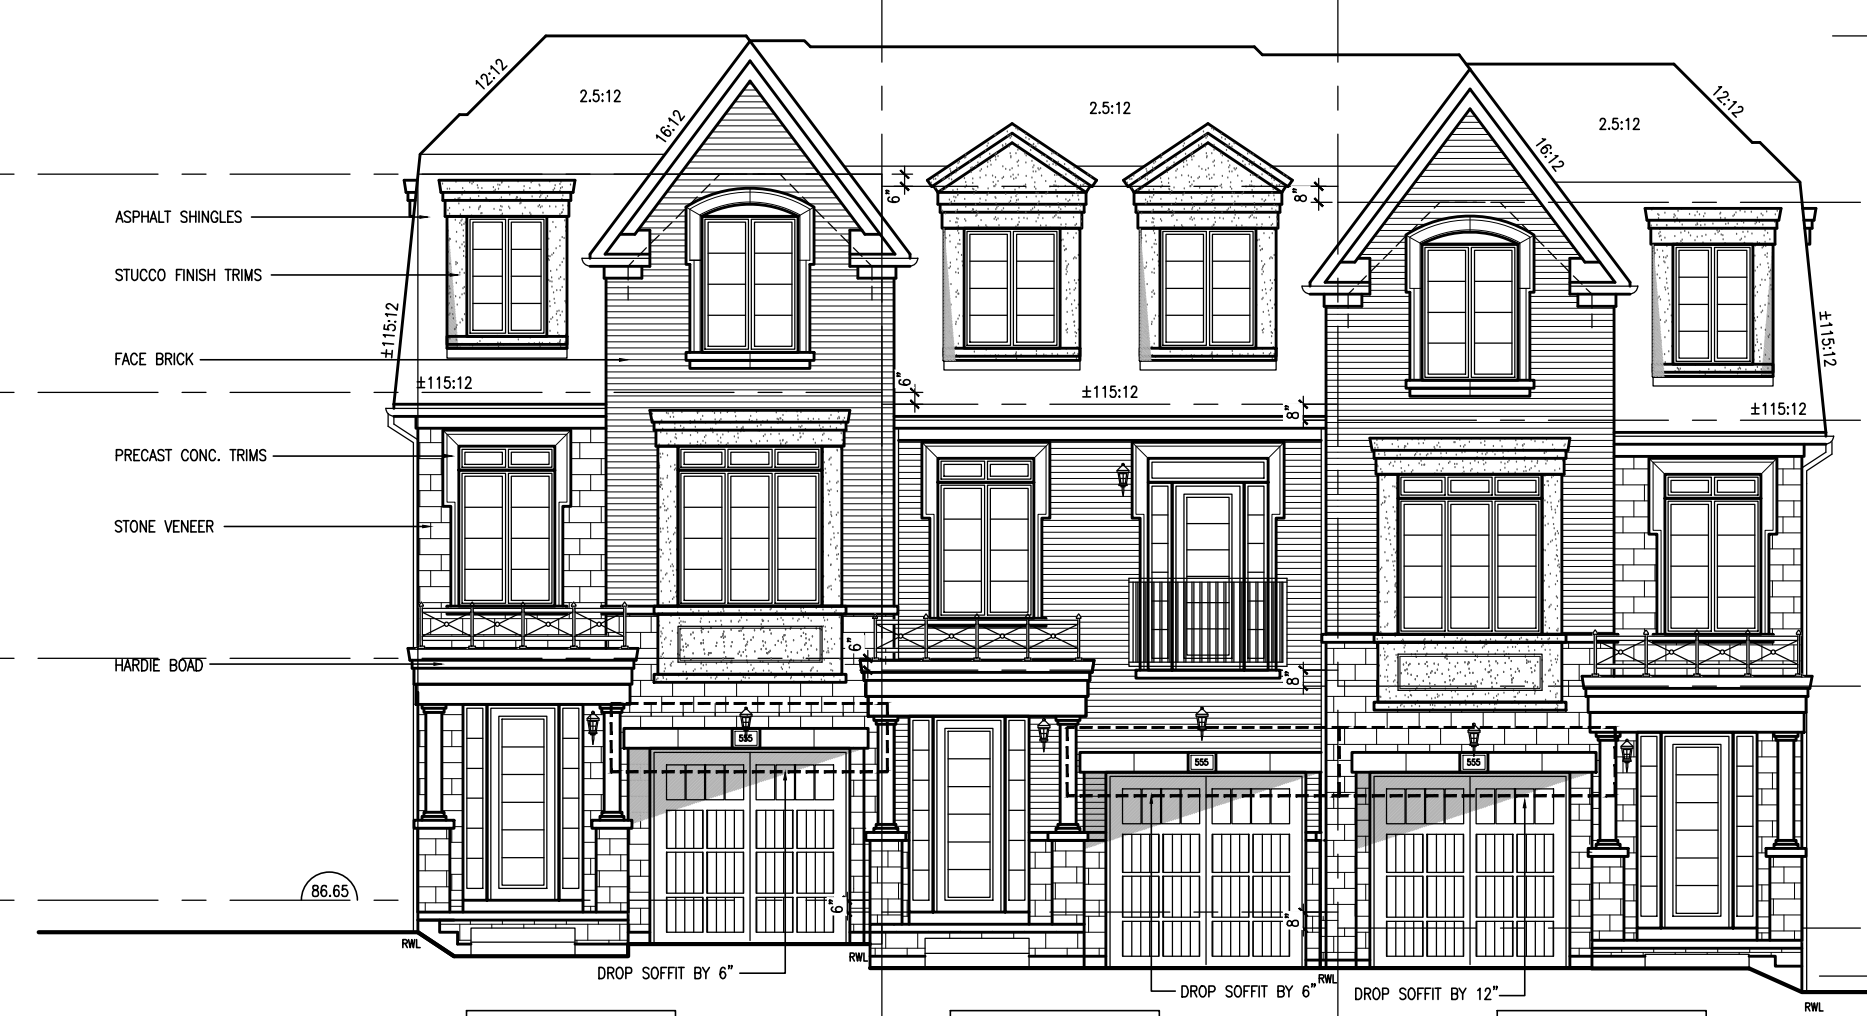 12:12
2.5:12
16:12
2.5:12
16:12
2.5:12
12:12
6"
8"
ASPHALT SHINGLES
STUCCO FINISH TRIMS
±115:12
±115:12
FACE BRICK
±115:12
6"
±115:12
8"
±115:12
PRECAST CONC. TRIMS
STONE VENEER
HARDIE BOAD
6"
8"
555
555
555
86.65
6"
8"
RWL
RWL
DROP SOFFIT BY 6"
RWL
DROP SOFFIT BY 6"
DROP SOFFIT BY 12"
RWL